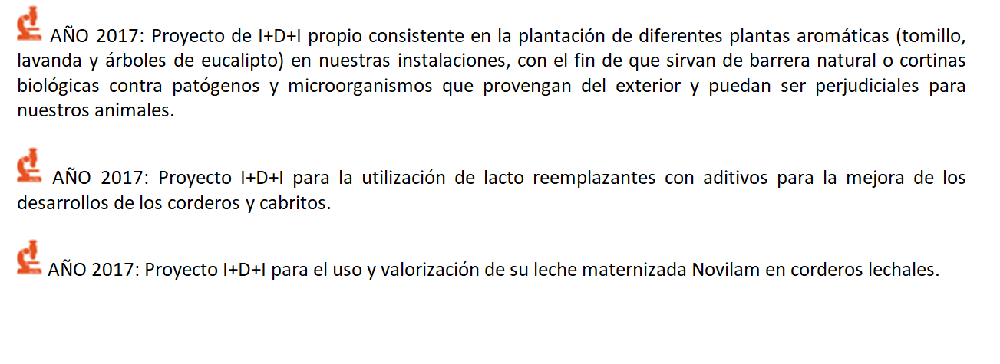 AÑO 2017: Proyecto de I+D+I propio consistente en la plantación de diferentes plantas aromáticas (tomillo,
lavanda y árboles de eucalipto) en nuestras instalaciones, con el fin de que sirvan de barrera natural o cortinas
biológicas contra patógenos y microorganismos que provengan del exterior y puedan ser perjudiciales para
nuestros animales.
AÑO 2017: Proyecto I+D+I para la utilización de lacto reemplazantes con aditivos para la mejora de los
desarrollos de los corderos y cabritos.
AÑO 2017: Proyecto I+D+I para el uso y valorización de su leche maternizada Novilam en corderos lechales.